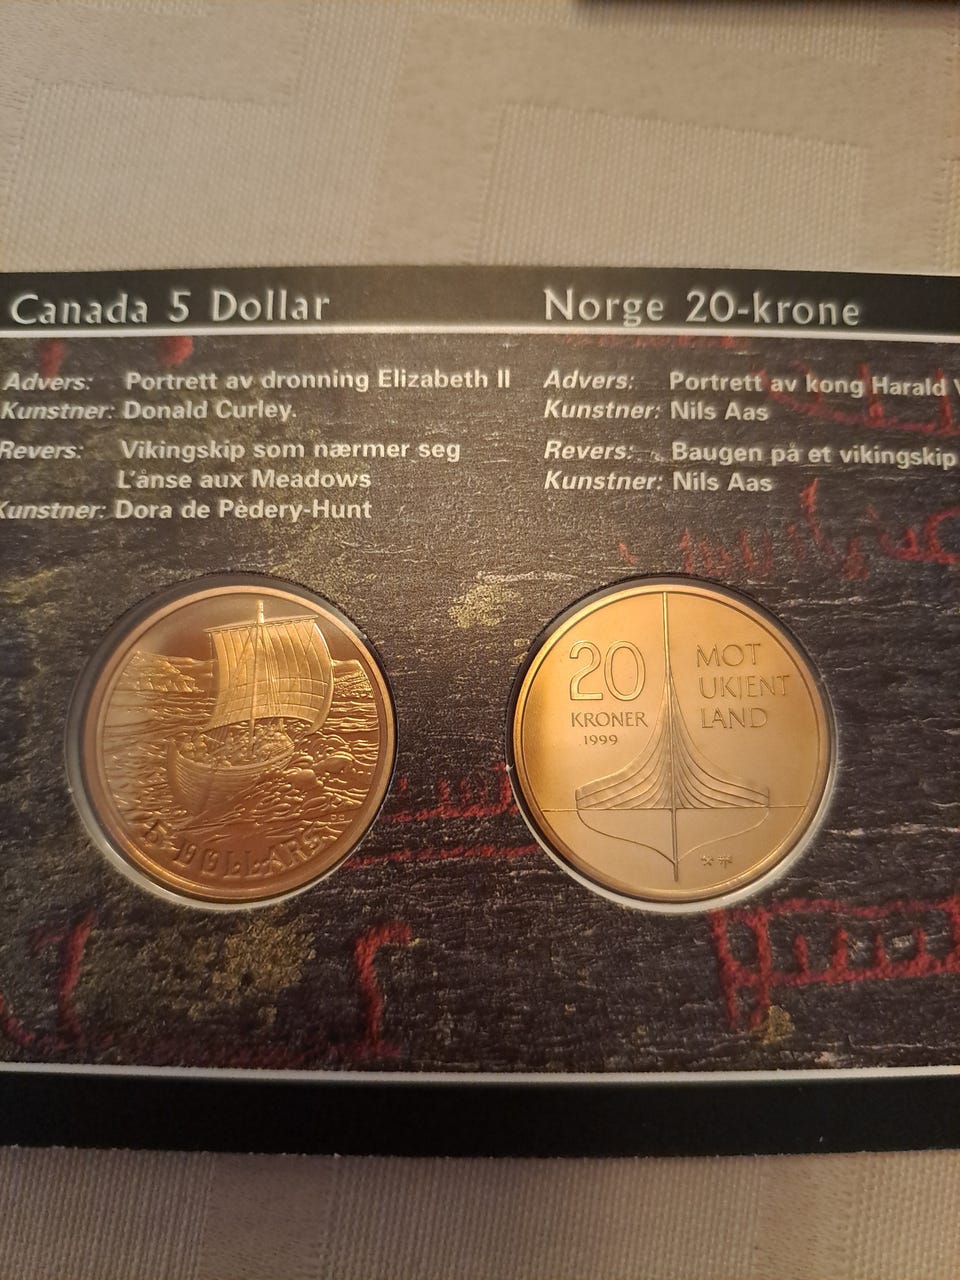 Canada 5 Dollar
Advers: Portrett av dronning Elizabeth II
Kunstner: Donald Curley.
Revers: Vikingskip som nærmer seg
L'ånse aux Meadows
Kunstner: Dora de Pèdery-Hunt
5 DOLLARS
Norge 20-krone
Advers: Portrett av kong Harald V
Kunstner: Nils Aas
Revers: Baugen på et vikingskip
Kunstner: Nils Aas
20
KRONER
1999
MOT
UKJENT
LAND